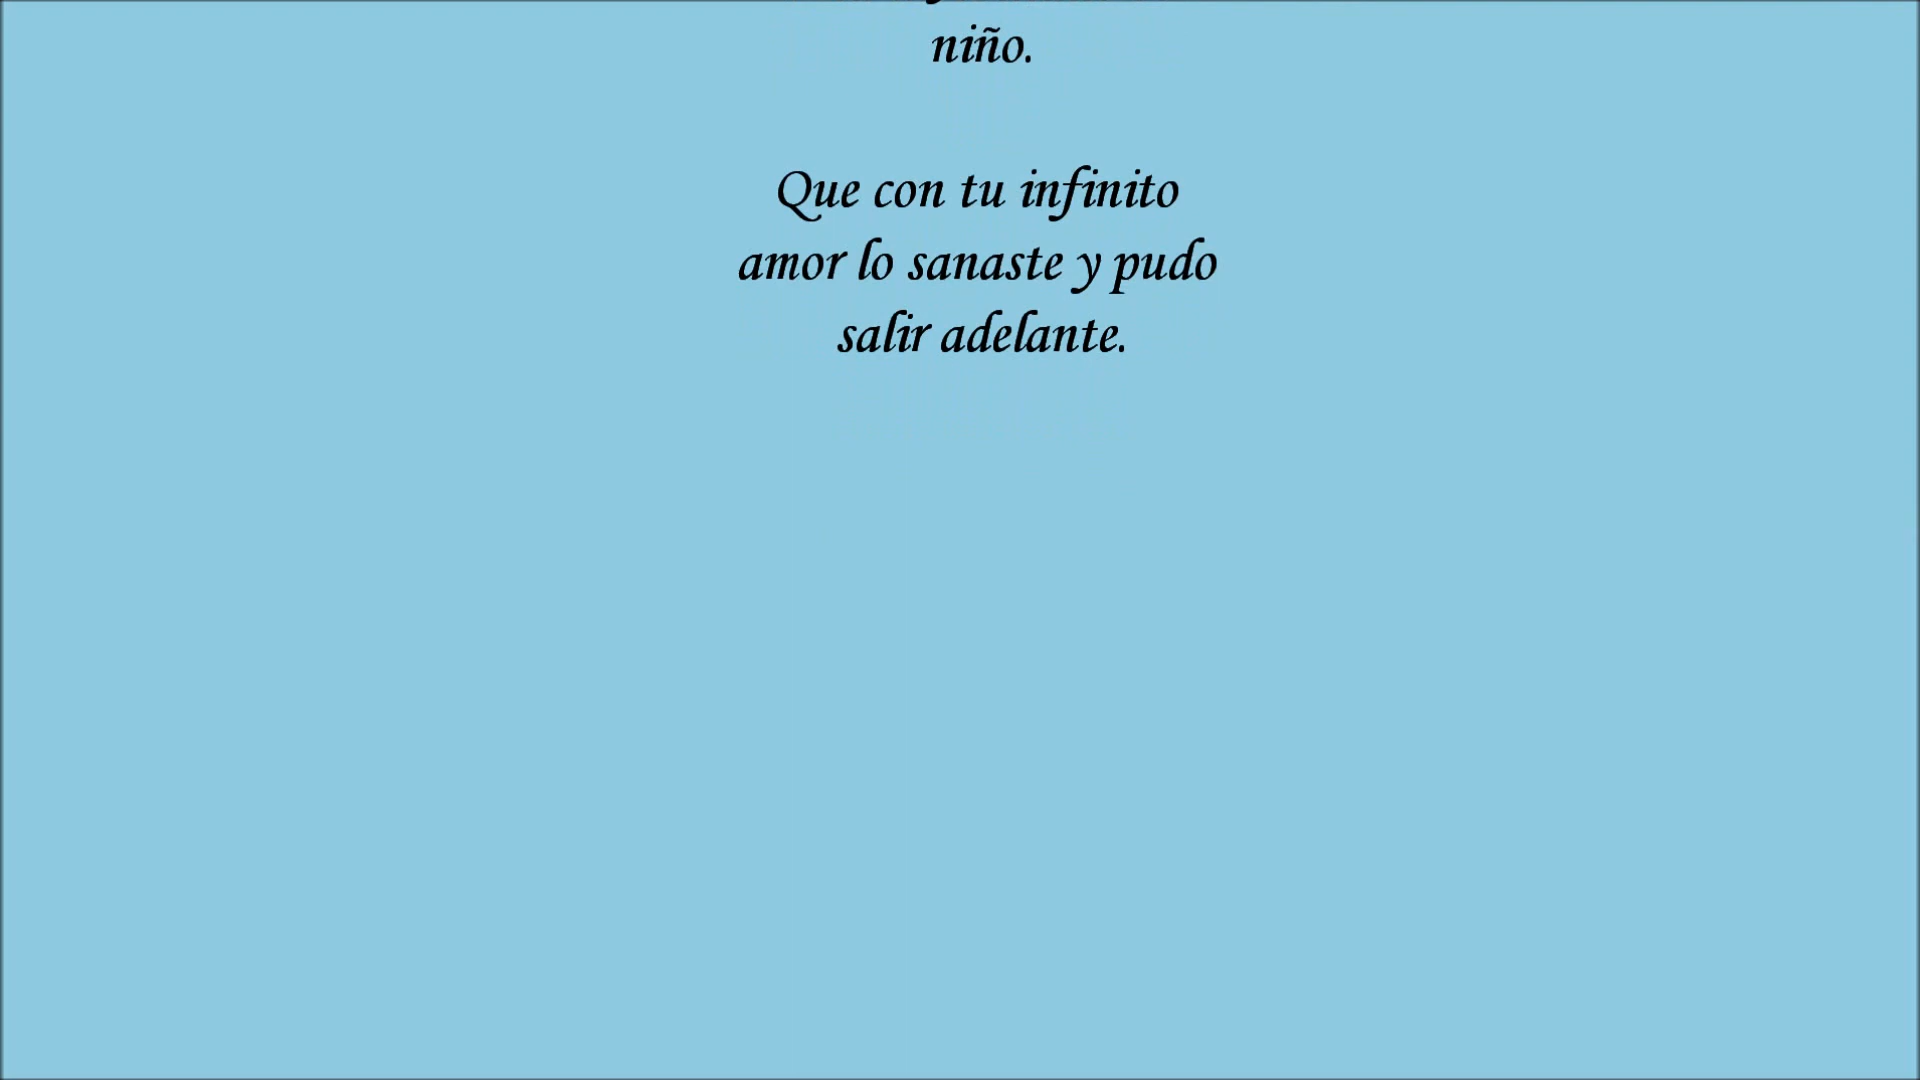 niño.
Que con tu infinito
amor lo sanaste y pudo
salir adelante.